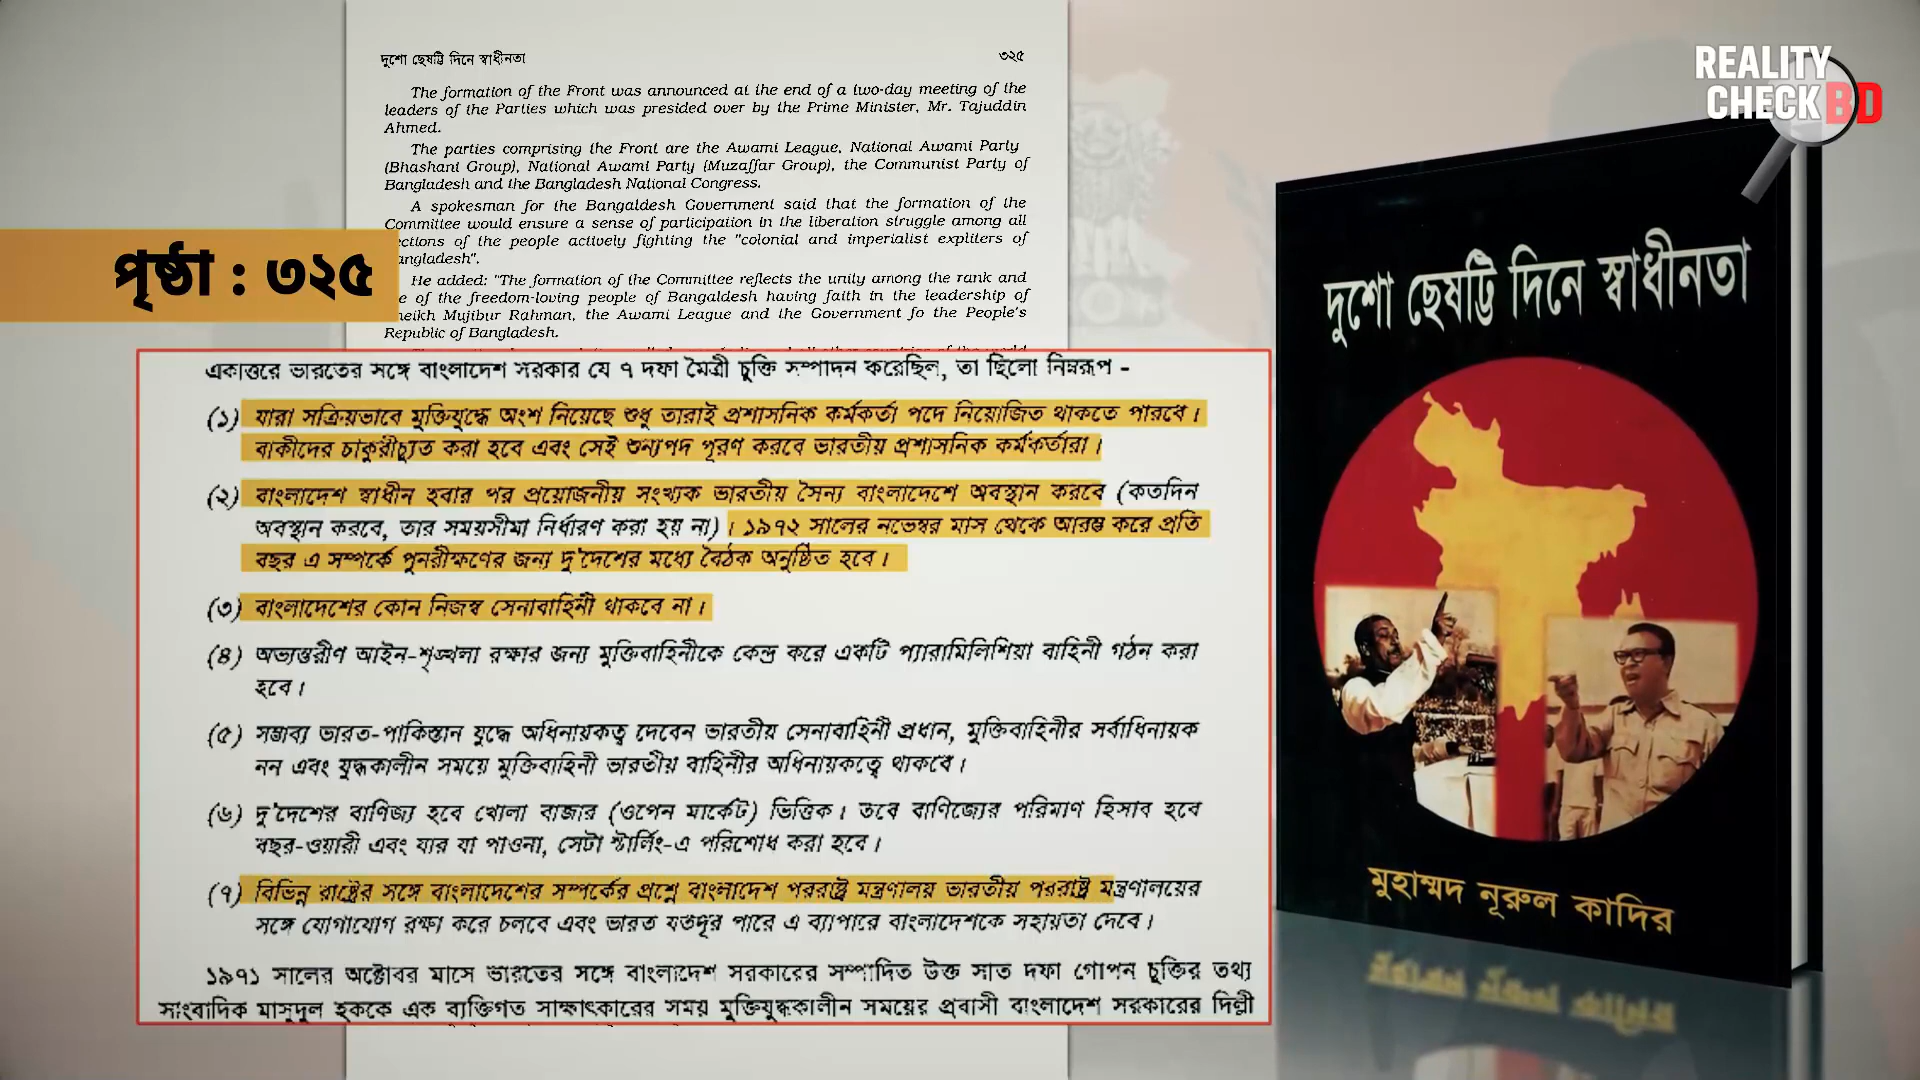 REALITY
CHECK BD
দুশো ছেষট্টি দিনে স্বাধীনতা
৩২৫
The formation of the Front was announced at the end of a two-day meeting of the
leaders of the Parties which was presided over by the Prime Minister, Mr. Tajuddin
Ahmed.
The parties comprising the Front are the Awami League, National Awami Party
(Bhashani Group), National Awami Party (Muzaffar Group), the Communist Party of
Bangladesh and the Bangladesh National Congress.
A spokesman for the Bangaldesh Government said that the formation of the
Committee would ensure a sense of participation in the liberation struggle among all
ections of the people actively fighting the "colonial and imperialist expliters of
angladesh".
He added: "The formation of the Committee reflects the unity among the rank and
e of the freedom-loving people of Bangaldesh having faith in the leadership of
heikh Mujibur Rahman, the Awami League and the Government fo the People's
Republic of Bangladesh.
পৃষ্ঠা : ৩২৫
একাত্তরে ভারতের সঙ্গে বাংলাদেশ সরকার যে ৭ দফা মৈত্রী চুক্তি সম্পাদন করেছিল, তা ছিলো নিম্নরূপ -
(১) যারা সক্রিয়ভাবে মুক্তিযুদ্ধে অংশ নিয়েছে শুধু তারাই প্রশাসনিক কর্মকর্তা পদে নিয়োজিত থাকতে পারবে।
বাকীদের চাকুরীচ্যুত করা হবে এবং সেই শুন্যপদ পূরণ করবে ভারতীয় প্রশাসনিক কর্মকর্তারা।
(২) বাংলাদেশ স্বাধীন হবার পর প্রয়োজনীয় সংখ্যক ভারতীয় সৈন্য বাংলাদেশে অবস্থান করবে (কতদিন
অবস্থান করবে, তার সময়সীমা নির্ধারণ করা হয় না)। ১৯৭২ সালের নভেম্বর মাস থেকে আরম্ভ করে প্রতি
বছর এ সম্পর্কে পুনরীক্ষণের জন্য দু'দেশের মধ্যে বৈঠক অনুষ্ঠিত হবে।
(৩) বাংলাদেশের কোন নিজস্ব সেনাবাহিনী থাকবে না।
(৪) অভ্যন্তরীণ আইন-শৃঙ্খলা রক্ষার জন্য মুক্তিবাহিনীকে কেন্দ্র করে একটি প্যারামিলিশিয়া বাহিনী গঠন করা
হবে।
(৫) সম্ভাব্য ভারত-পাকিস্তান যুদ্ধে অধিনায়কত্ব দেবেন ভারতীয় সেনাবাহিনী প্রধান, মুক্তিবাহিনীর সর্বাধিনায়ক
নন এবং যুদ্ধকালীন সময়ে মুক্তিবাহিনী ভারতীয় বাহিনীর অধিনায়কত্বে থাকবে।
(৬) দু'দেশের বাণিজ্য হবে খোলা বাজার (ওপেন মার্কেট) ভিত্তিক। তবে বাণিজ্যের পরিমাণ হিসাব হবে
বছর-ওয়ারী এবং যার যা পাওনা, সেটা স্টার্লিং-এ পরিশোধ করা হবে।
(৭) বিভিন্ন রাষ্ট্রের সঙ্গে বাংলাদেশের সম্পর্কের প্রশ্নে বাংলাদেশ পররাষ্ট্র মন্ত্রণালয় ভারতীয় পররাষ্ট্র মন্ত্রণালয়ের
সঙ্গে যোগাযোগ রক্ষা করে চলবে এবং ভারত যতদূর পারে এ ব্যাপারে বাংলাদেশকে সহায়তা দেবে।
১৯৭১ সালের অক্টোবর মাসে ভারতের সঙ্গে বাংলাদেশ সরকারের সম্পাদিত উক্ত সাত দফা গোপন চুক্তির তথ্য
সাংবাদিক মাসুদুল হককে এক ব্যক্তিগত সাক্ষাৎকারের সময় মুক্তিযুদ্ধকালীন সময়ের প্রবাসী বাংলাদেশ সরকারের দিল্লী
দুশো ছেষট্টি দিনে স্বাধীনতা
মুহাম্মদ নূরুল কাদির